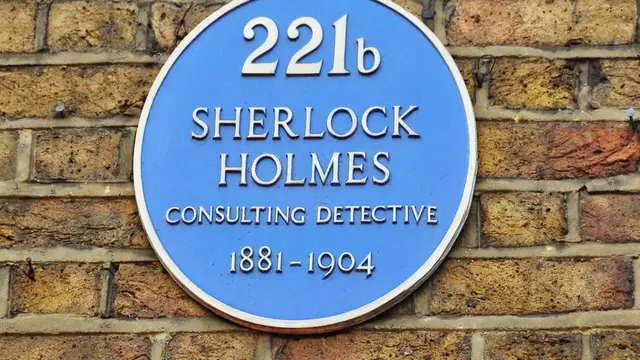 221b
SHERLOCK
HOLMES
CONSULTING DETECTIVE
1881-1904